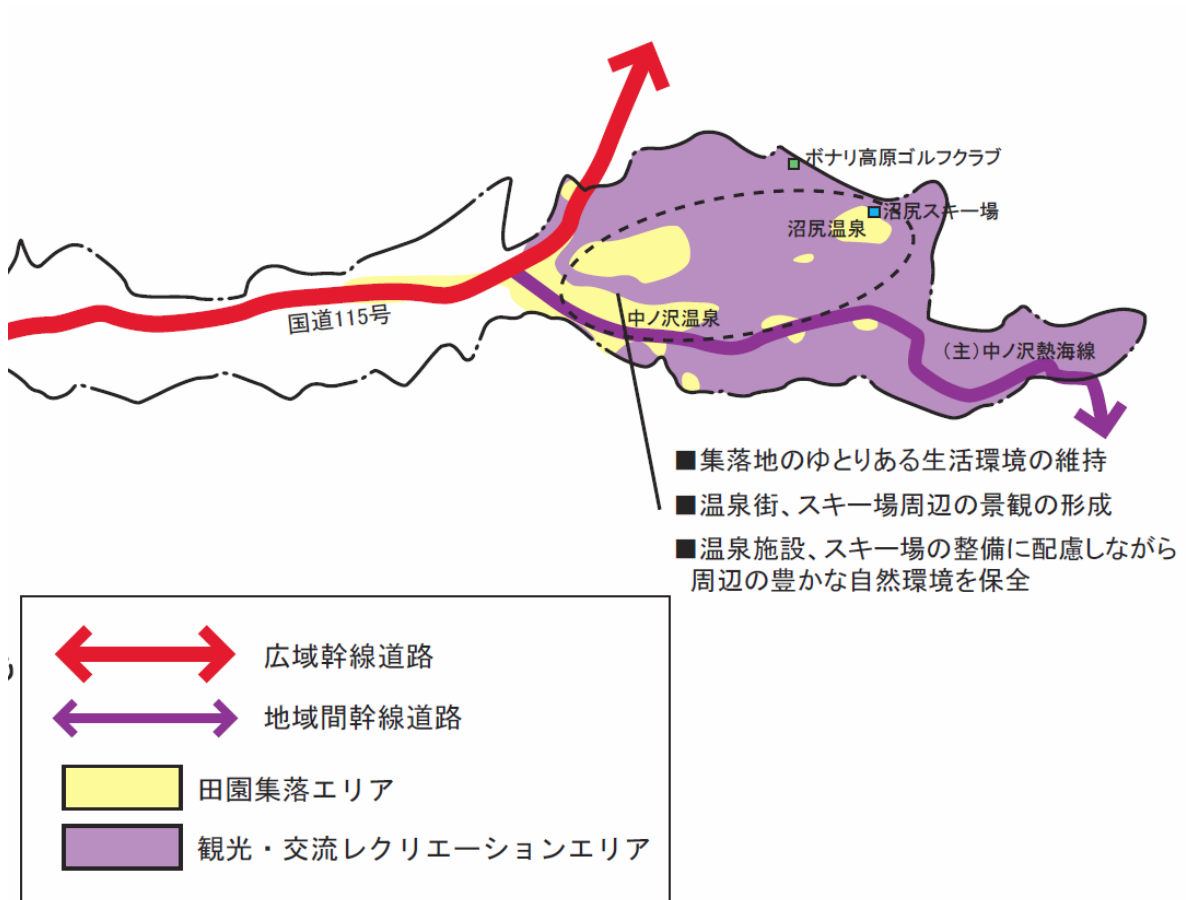 ボナリ高原ゴルフクラブ
沼尻スキー場
沼尻温泉
国道115号
中ノ沢温泉
(主)中ノ沢熱海線
■集落地のゆとりある生活環境の維持
■温泉街、スキー場周辺の景観の形成
■温泉施設、スキー場の整備に配慮しながら
周辺の豊かな自然環境を保全
広域幹線道路
地域間幹線道路
田園集落エリア
観光・交流レクリエーションエリア